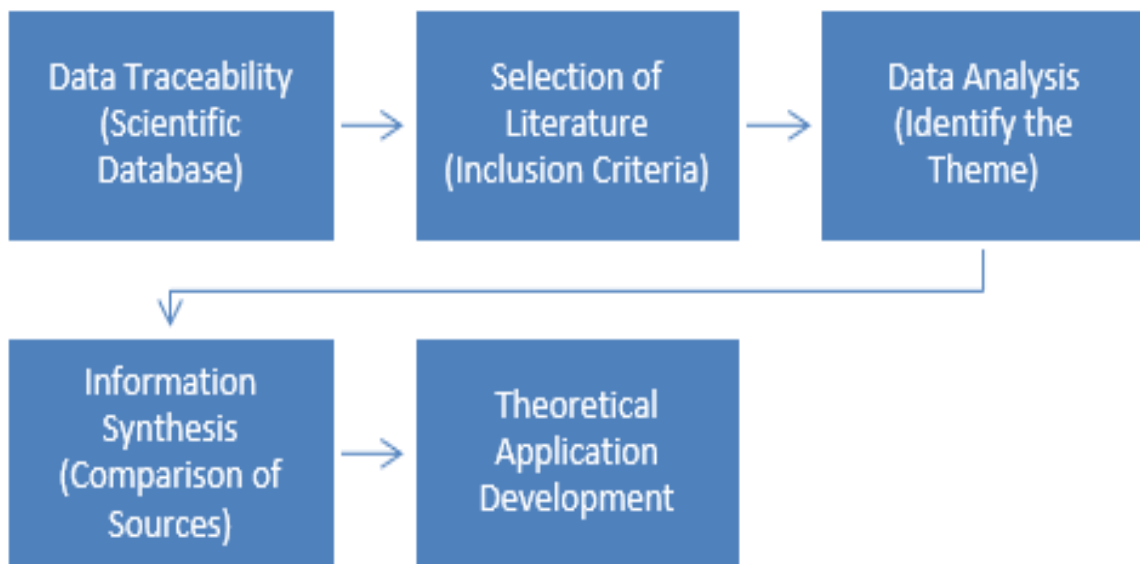 Data Traceability
(Scientific
Database)
Selection of
Literature
(Inclusion Criteria)
Data Analysis
(Identify the
Theme)
Information
Synthesis
(Comparison of
Sources)
Theoretical
Application
Development